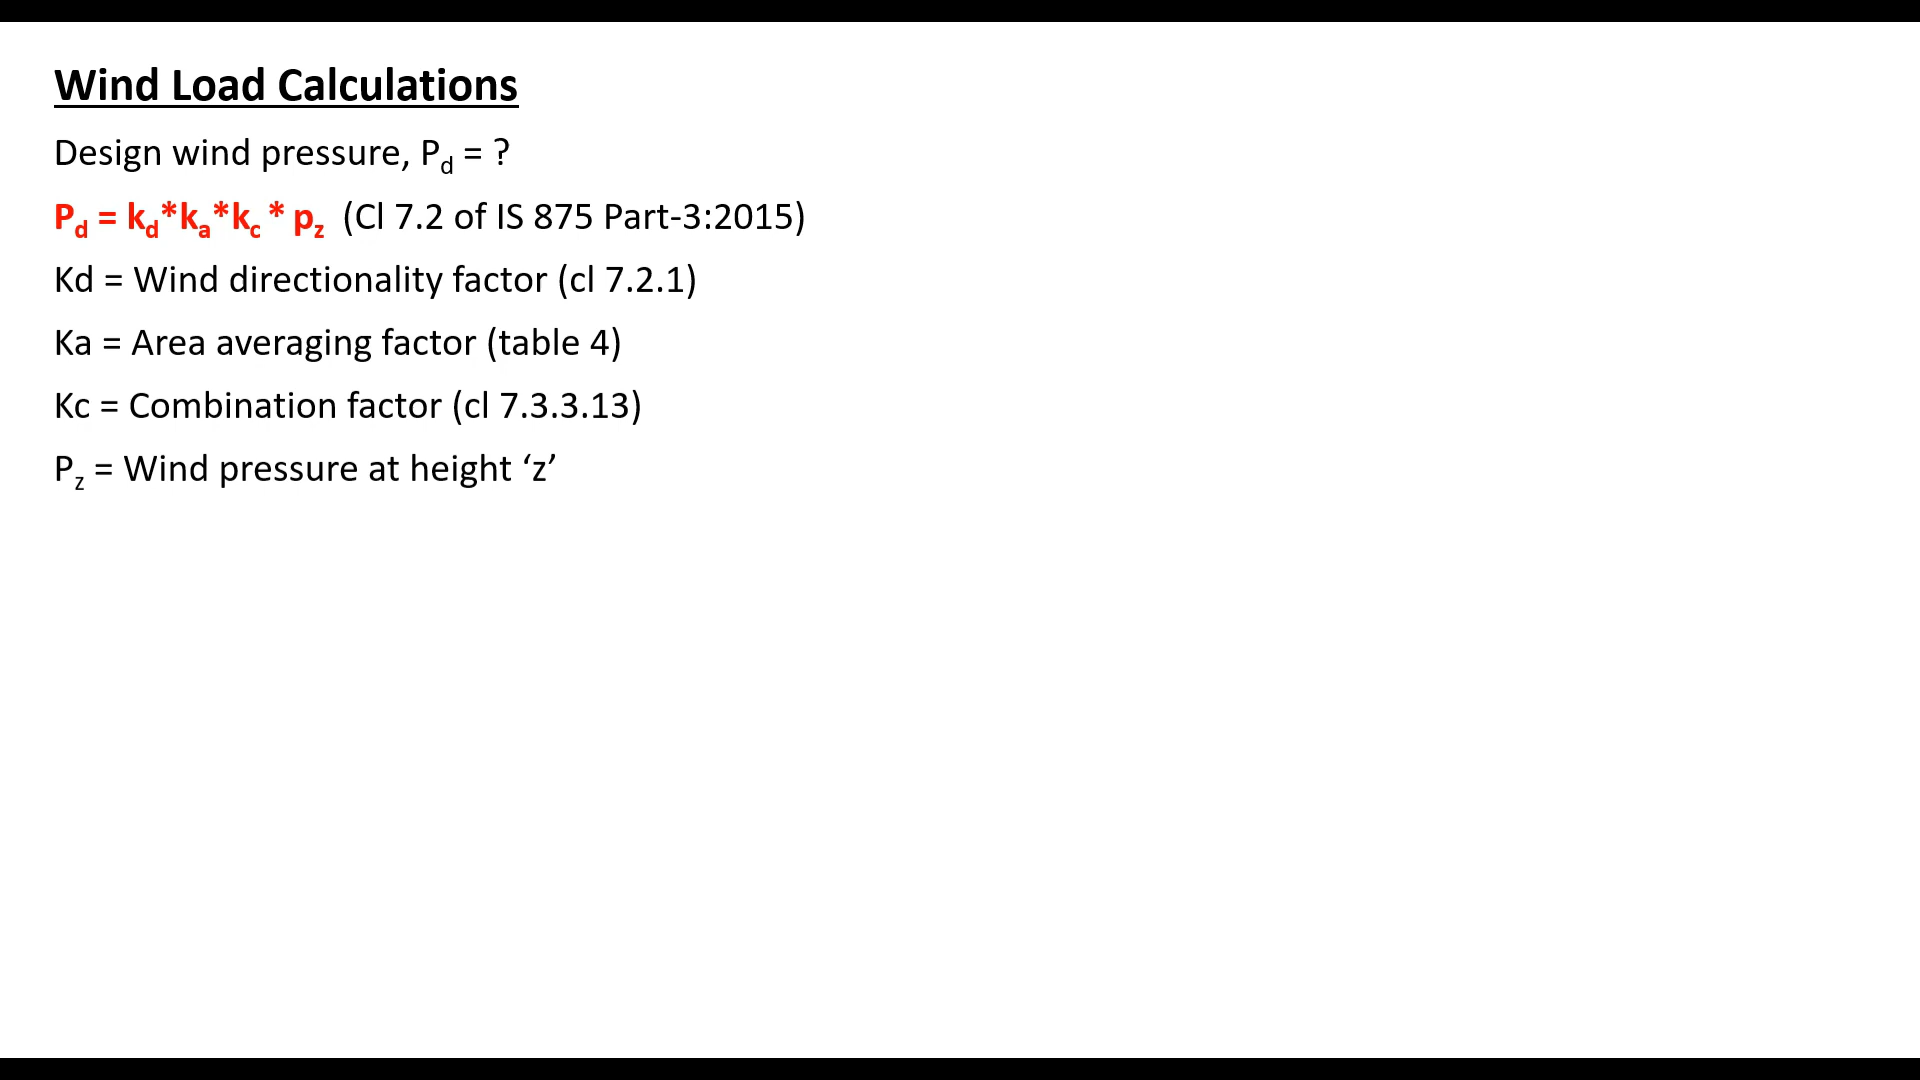 Wind Load Calculations
Design wind pressure, Pd = ?
Pd = kd*ka*kc * pz (Cl 7.2 of IS 875 Part-3:2015)
Kd = Wind directionality factor (cl 7.2.1)
Ka = Area averaging factor (table 4)
Kc = Combination factor (cl 7.3.3.13)
Pz = Wind pressure at height ‘z’